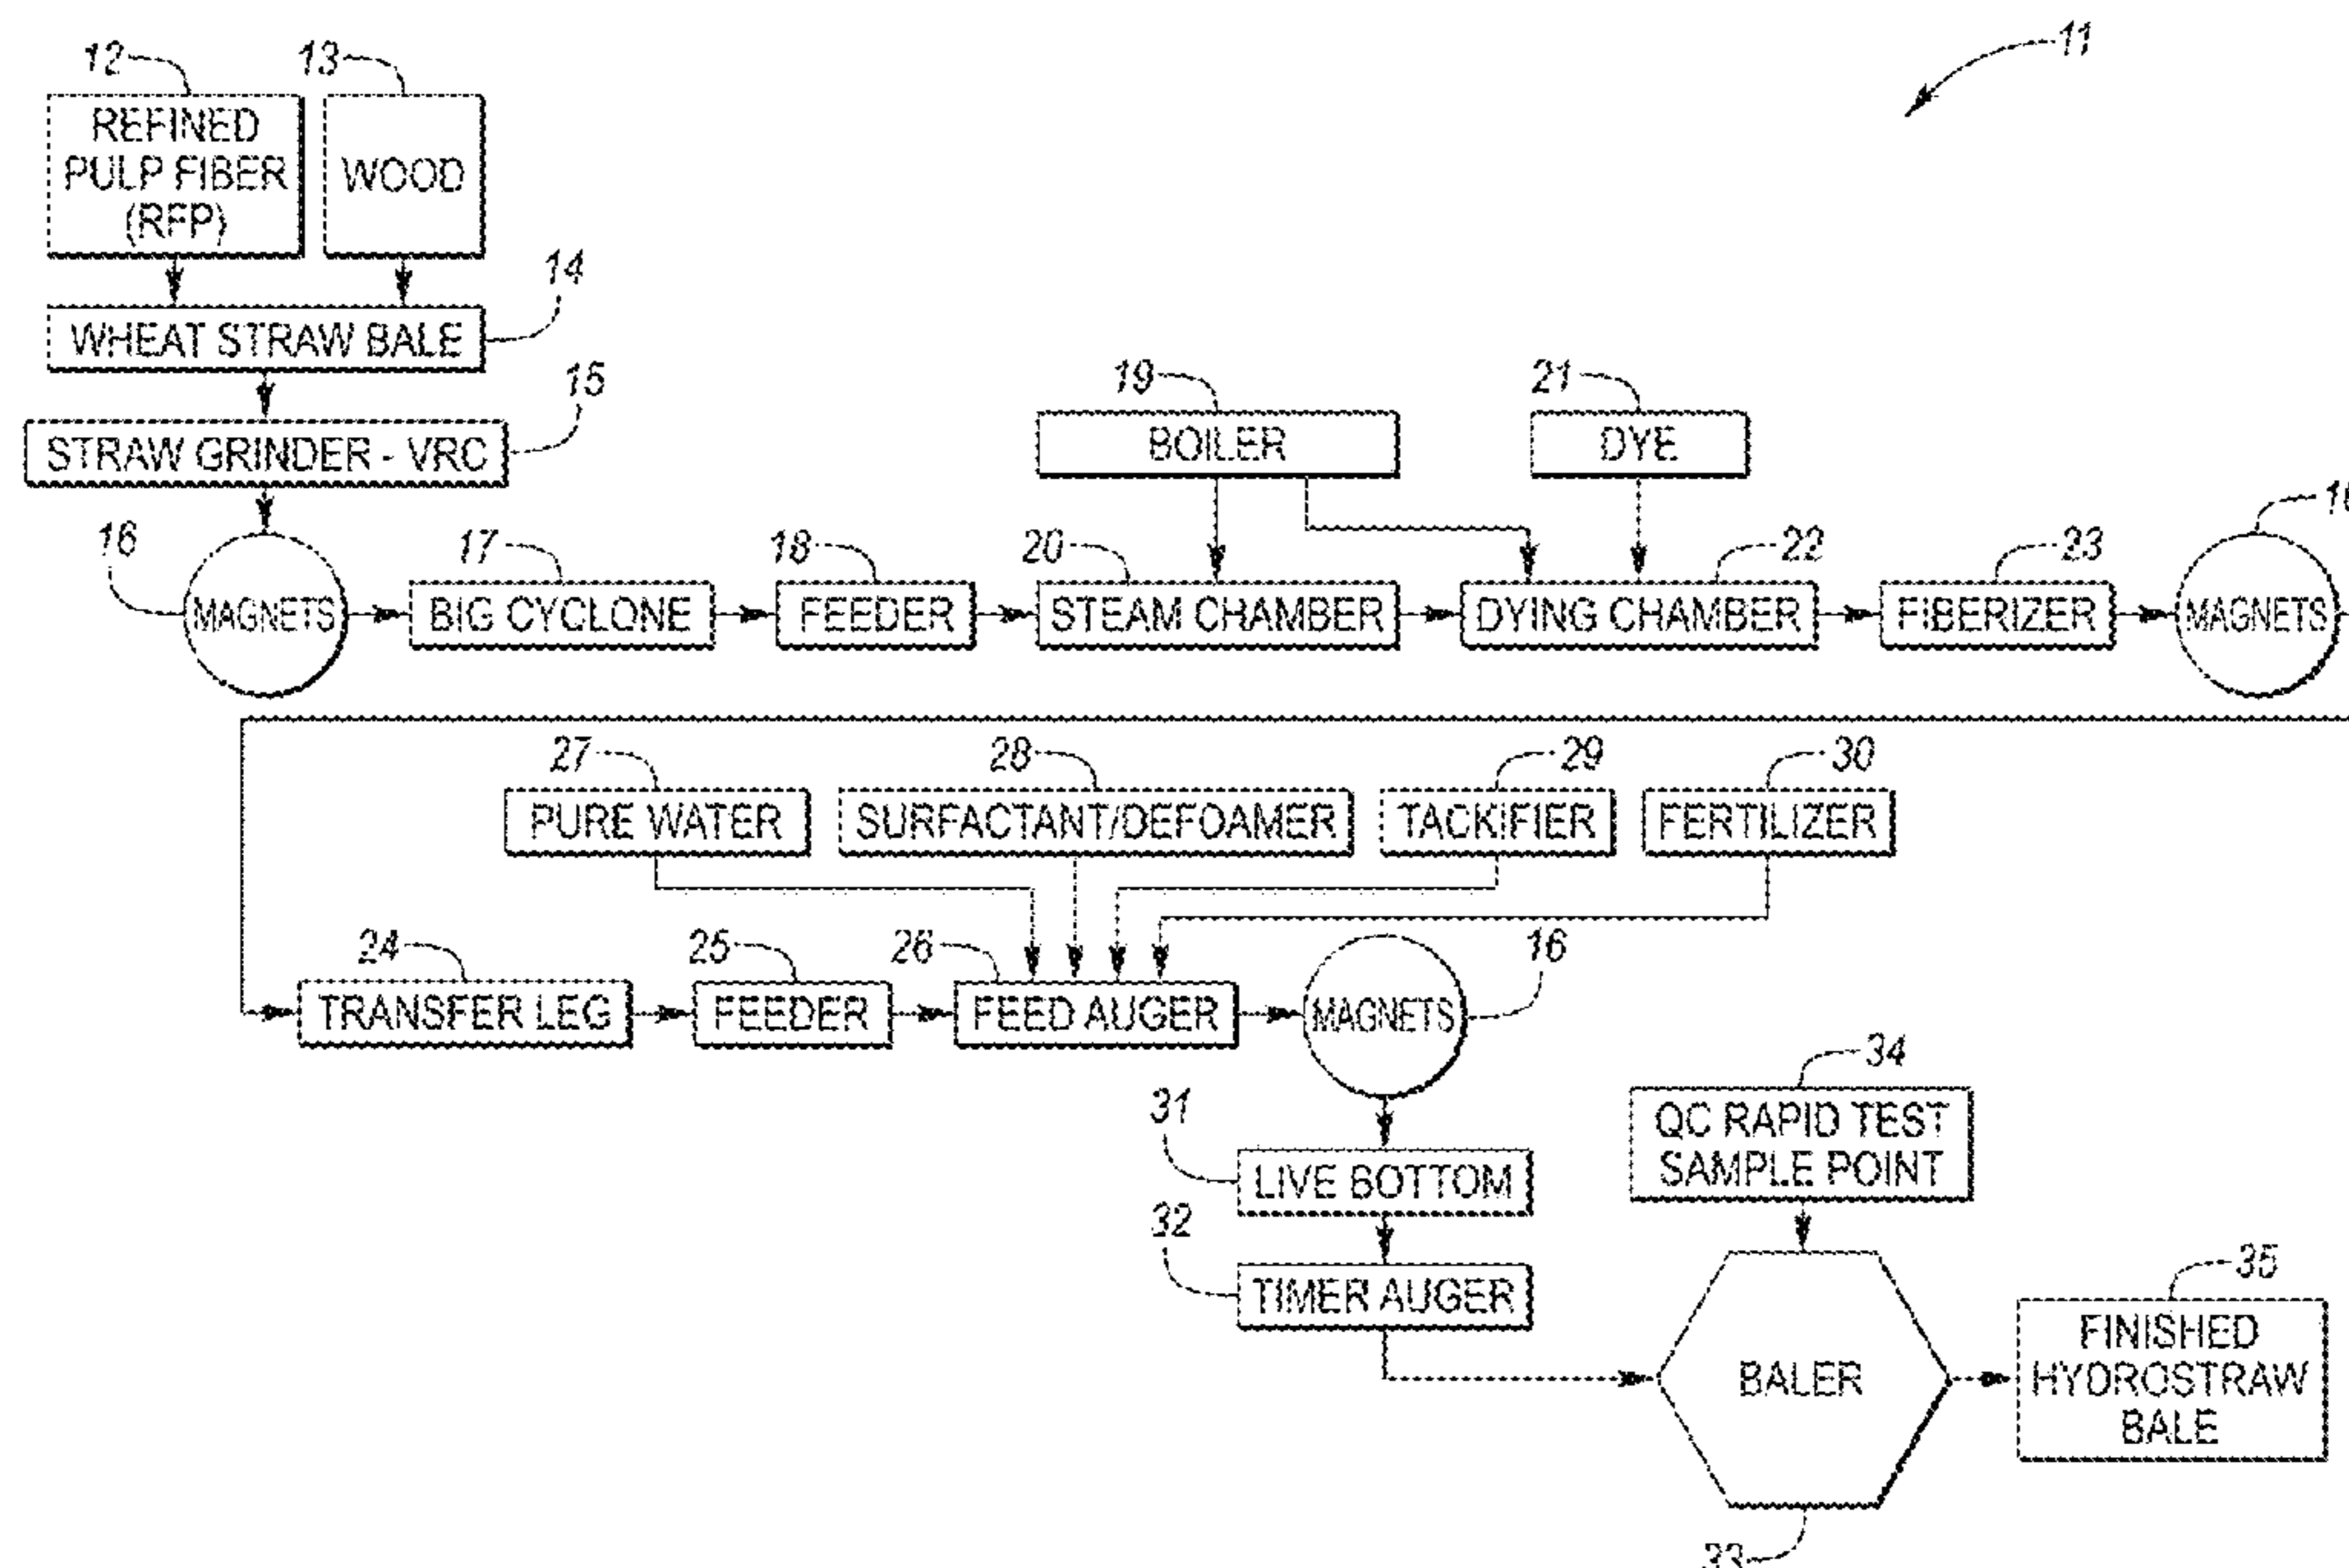 11
12
13
REFINED
PULP FIBER
(RFP)
WOOD
14
WHEAT STRAW BALE
15
STRAW GRINDER - VRC
19
BOILER
21
DYE
16
MAGNETS
17
BIG CYCLONE
18
FEEDER
20
STEAM CHAMBER
22
DYING CHAMBER
23
FIBERIZER
16
MAGNETS
27
PURE WATER
28
SURFACTANT/DEFOAMER
29
TACKIFIER
30
FERTILIZER
24
TRANSFER LEG
25
FEEDER
26
FEED AUGER
16
MAGNETS
31
LIVE BOTTOM
32
TIMER AUGER
34
QC RAPID TEST
SAMPLE POINT
BALER
33
35
FINISHED
HYDROSTRAW
BALE